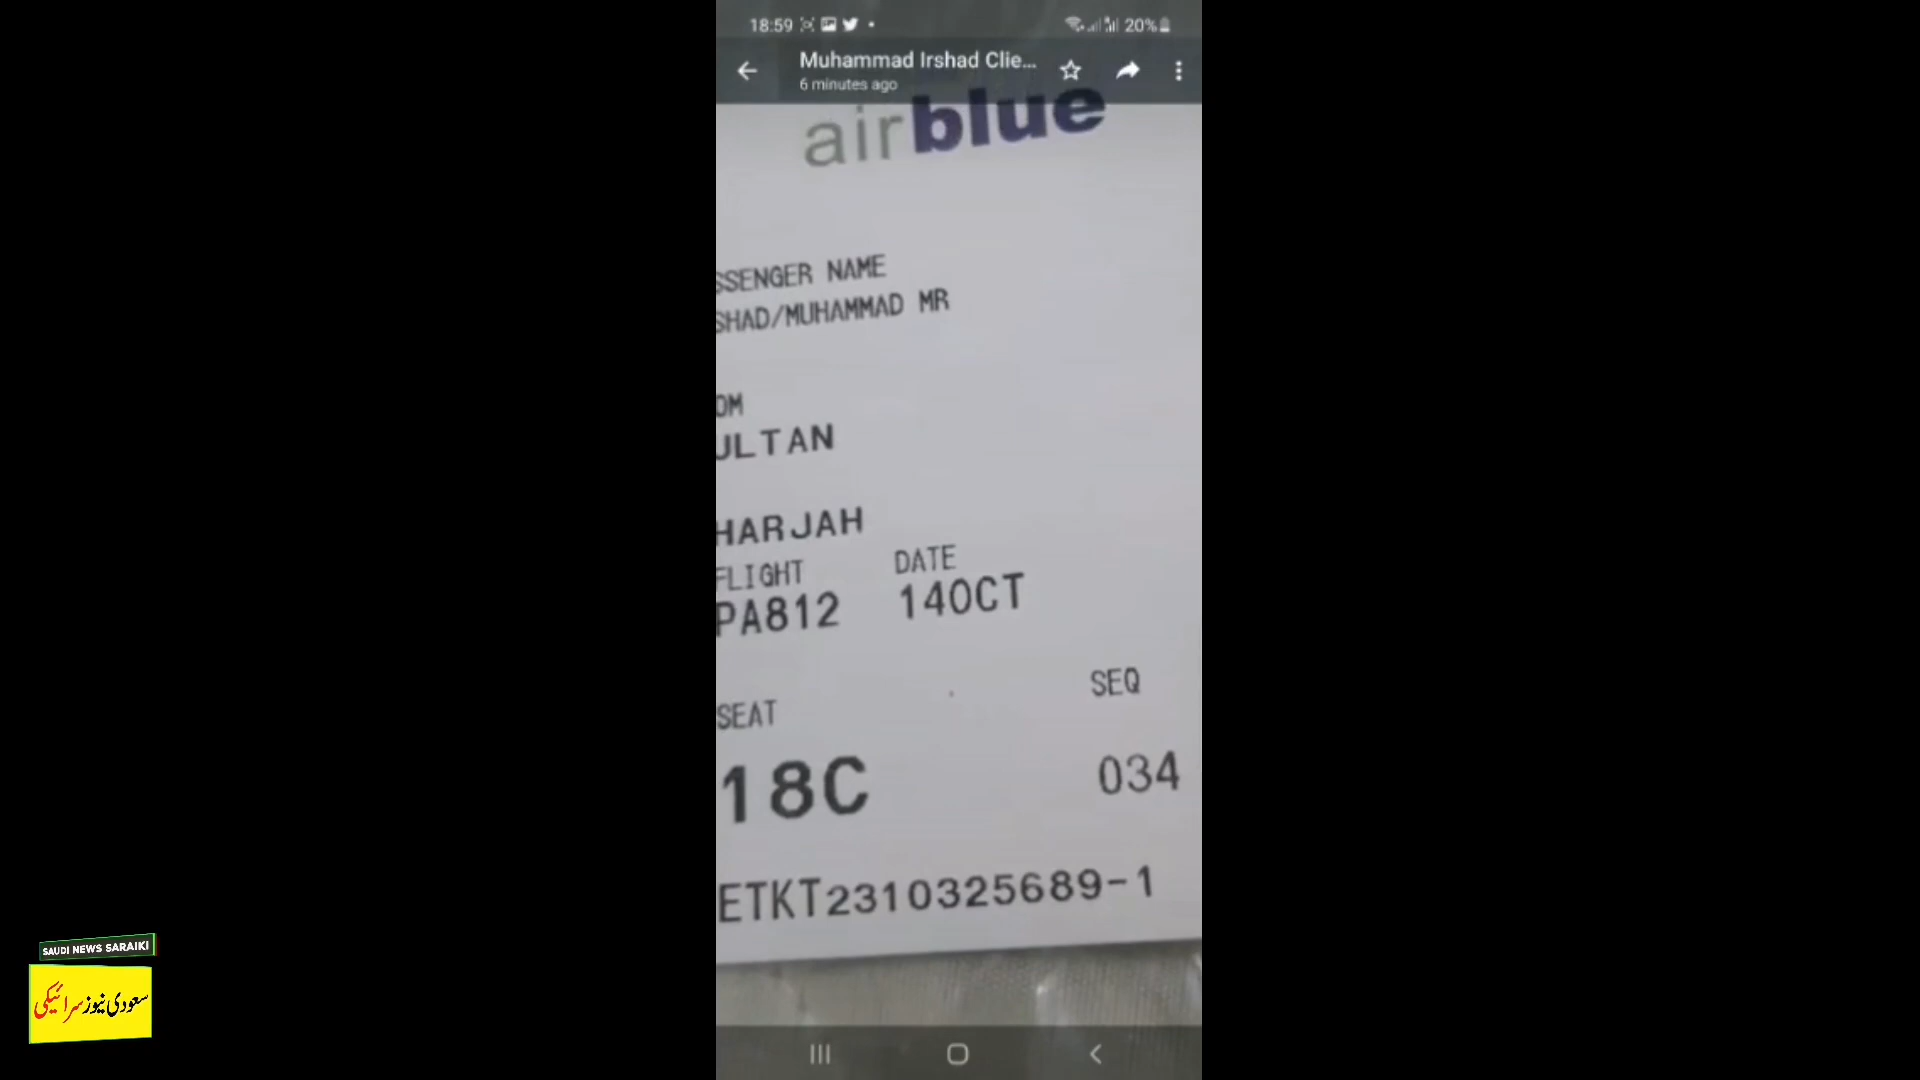 18:59
20%
Muhammad Irshad Clie...
6 minutes ago
airblue
SSENGER NAME
SHAD/MUHAMMAD MR
OM
ULTAN
HARJAH
FLIGHT DATE
PA812 14OCT
SEAT SEQ
18C 034
ETKT2310325689-1
SAUDI NEWS SARAIKI
سعودی نیوز سرائیکی